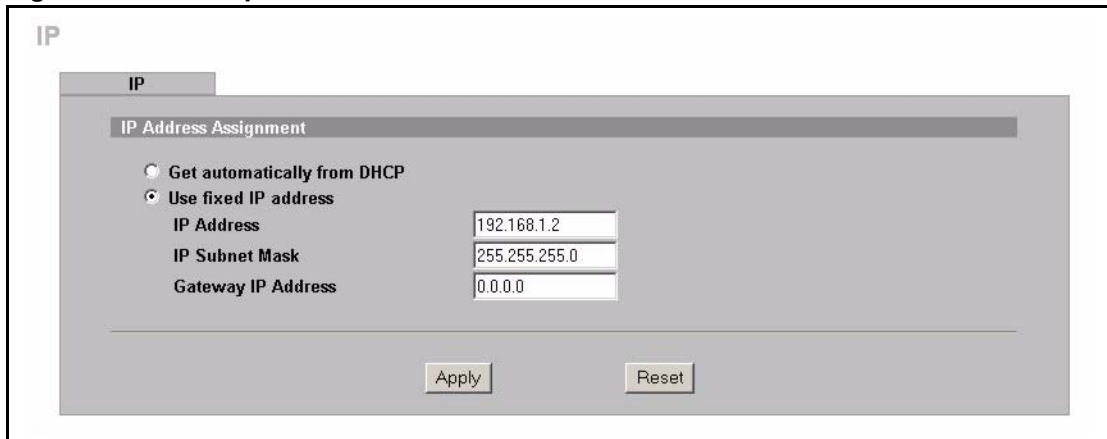 IP
IP
IP Address Assignment
Get automatically from DHCP
Use fixed IP address
IP Address 192.168.1.2
IP Subnet Mask 255.255.255.0
Gateway IP Address 0.0.0.0
Apply Reset